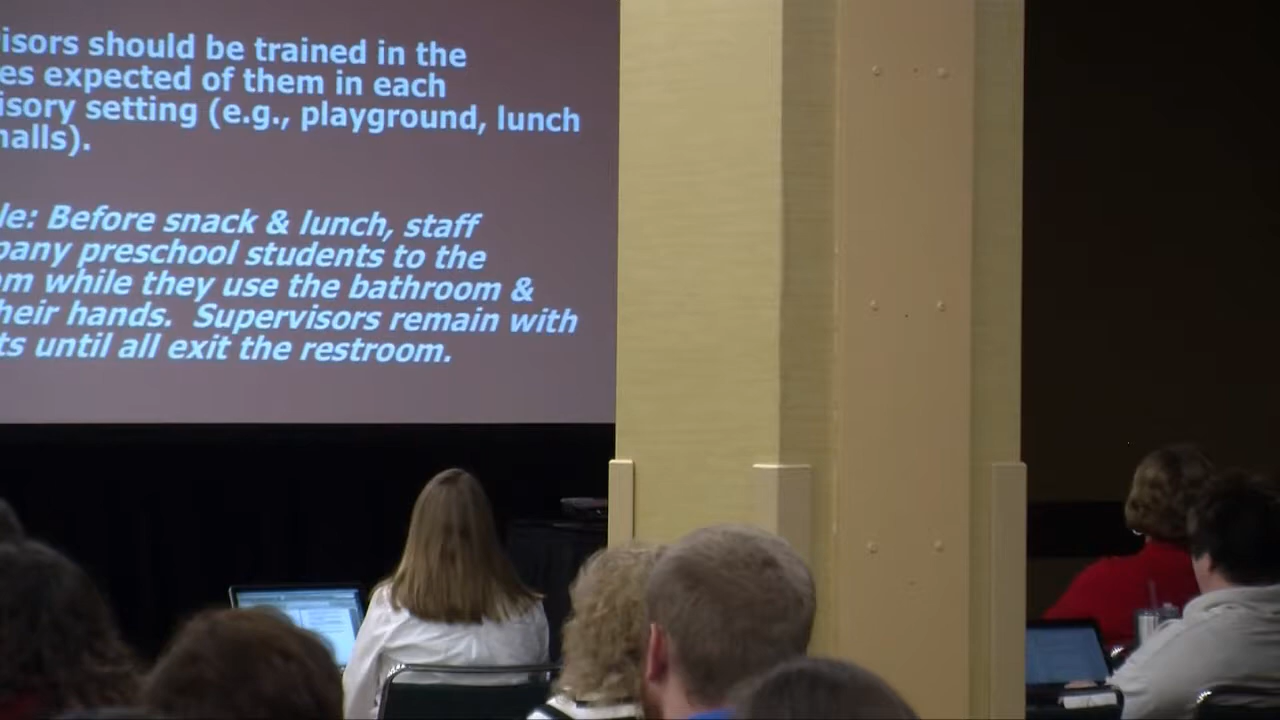 isors should be trained in the
es expected of them in each
isory setting (e.g., playground, lunch
halls).
le: Before snack & lunch, staff
pany preschool students to the
om while they use the bathroom &
heir hands.  Supervisors remain with
ts until all exit the restroom.